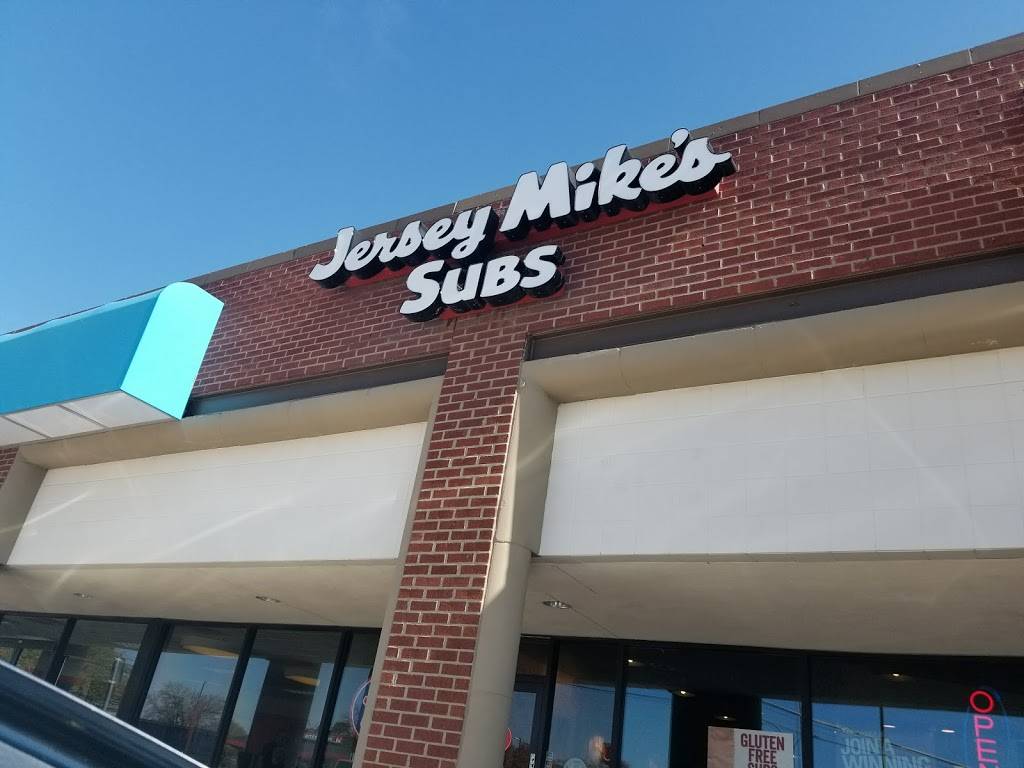 Jersey Mike's
SUBS
GLUTEN
FREE
SUBS
JOIN A
WINNING
OPEN